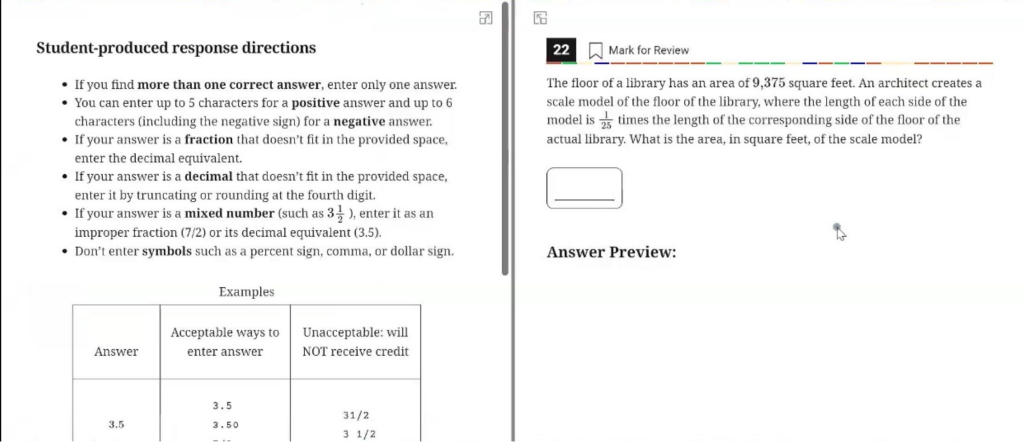 Student-produced response directions
• If you find more than one correct answer, enter only one answer.
• You can enter up to 5 characters for a positive answer and up to 6
characters (including the negative sign) for a negative answer.
• If your answer is a fraction that doesn't fit in the provided space,
enter the decimal equivalent.
• If your answer is a decimal that doesn't fit in the provided space,
enter it by truncating or rounding at the fourth digit.
• If your answer is a mixed number (such as 3 1/2 ), enter it as an
improper fraction (7/2) or its decimal equivalent (3.5).
• Don't enter symbols such as a percent sign, comma, or dollar sign.
Examples
Answer
Acceptable ways to
enter answer
Unacceptable: will
NOT receive credit
3.5
3.5
3.50
31/2
3 1/2
22 Mark for Review
The floor of a library has an area of 9,375 square feet. An architect creates a
scale model of the floor of the library, where the length of each side of the
model is 1/25 times the length of the corresponding side of the floor of the
actual library. What is the area, in square feet, of the scale model?
Answer Preview: